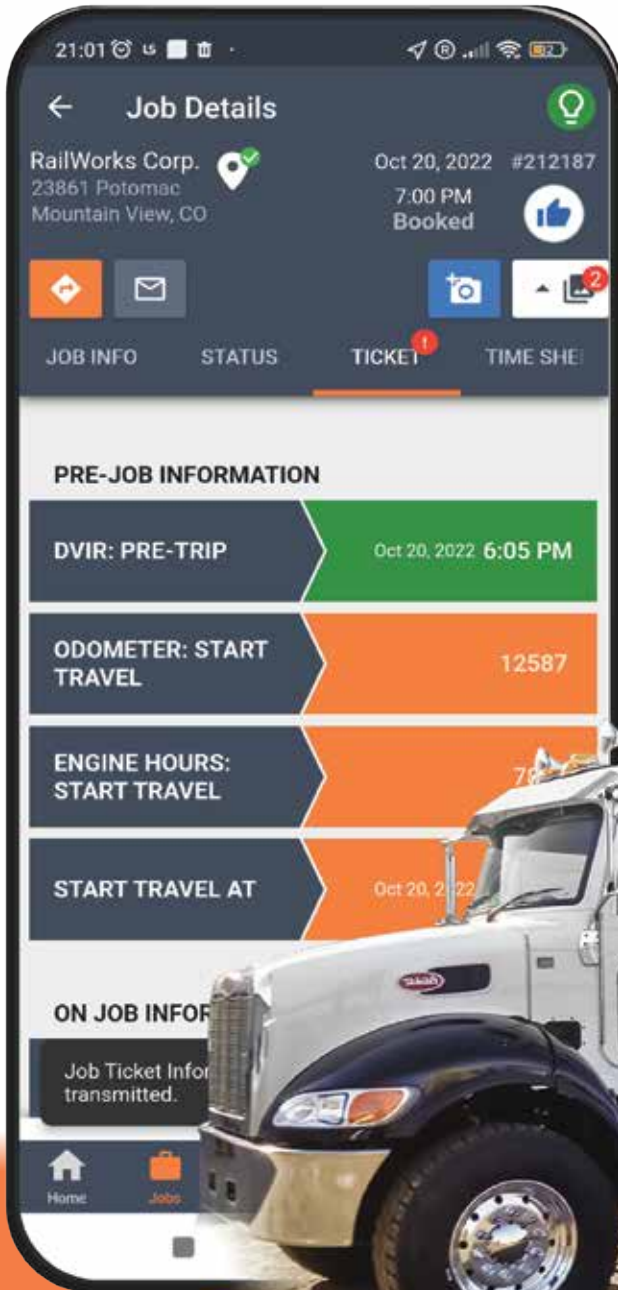 21:01
Job Details
RailWorks Corp.
23861 Potomac
Mountain View, CO
Oct 20, 2022 #212187
7:00 PM
Booked
2
JOB INFO STATUS TICKET ! TIME SHE
PRE-JOB INFORMATION
DVIR: PRE-TRIP Oct 20, 2022 6:05 PM
ODOMETER: START
TRAVEL
12587
ENGINE HOURS:
START TRAVEL
78
START TRAVEL AT Oct 20, 2022
ON JOB INFOR
Job Ticket Infor
transmitted.
Home Jobs